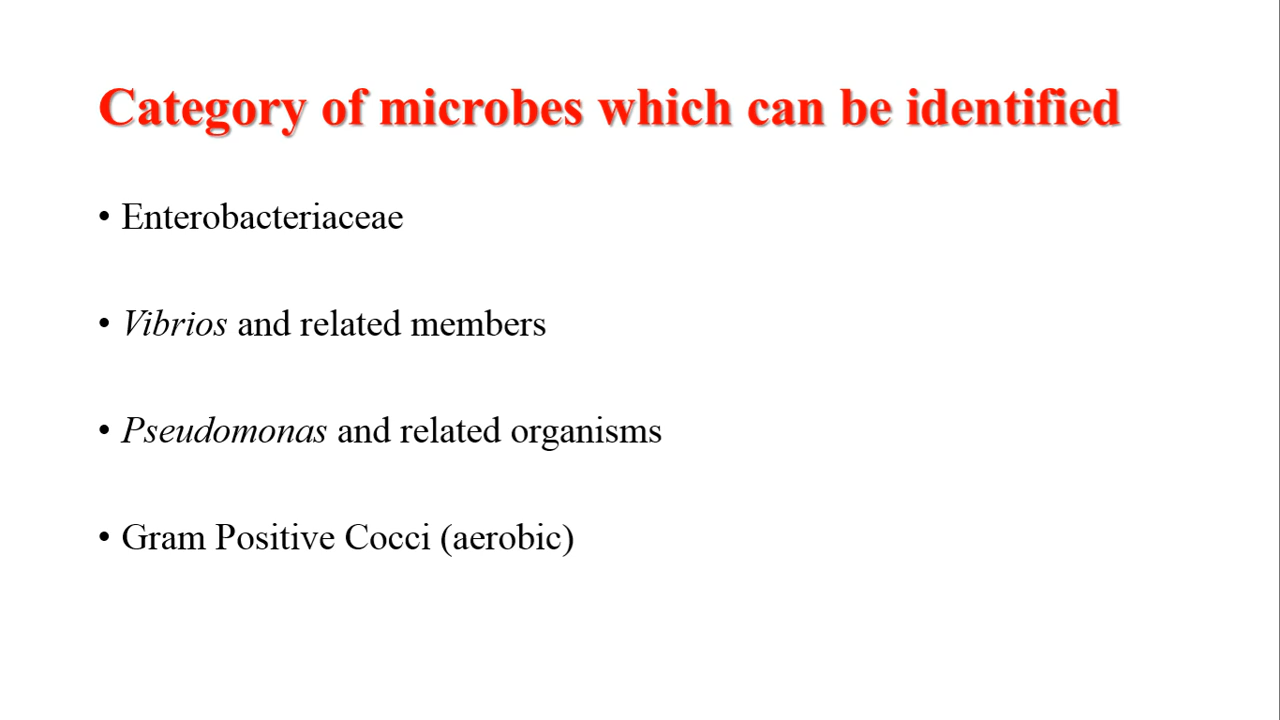 Category of microbes which can be identified
• Enterobacteriaceae
• Vibrios and related members
• Pseudomonas and related organisms
• Gram Positive Cocci (aerobic)